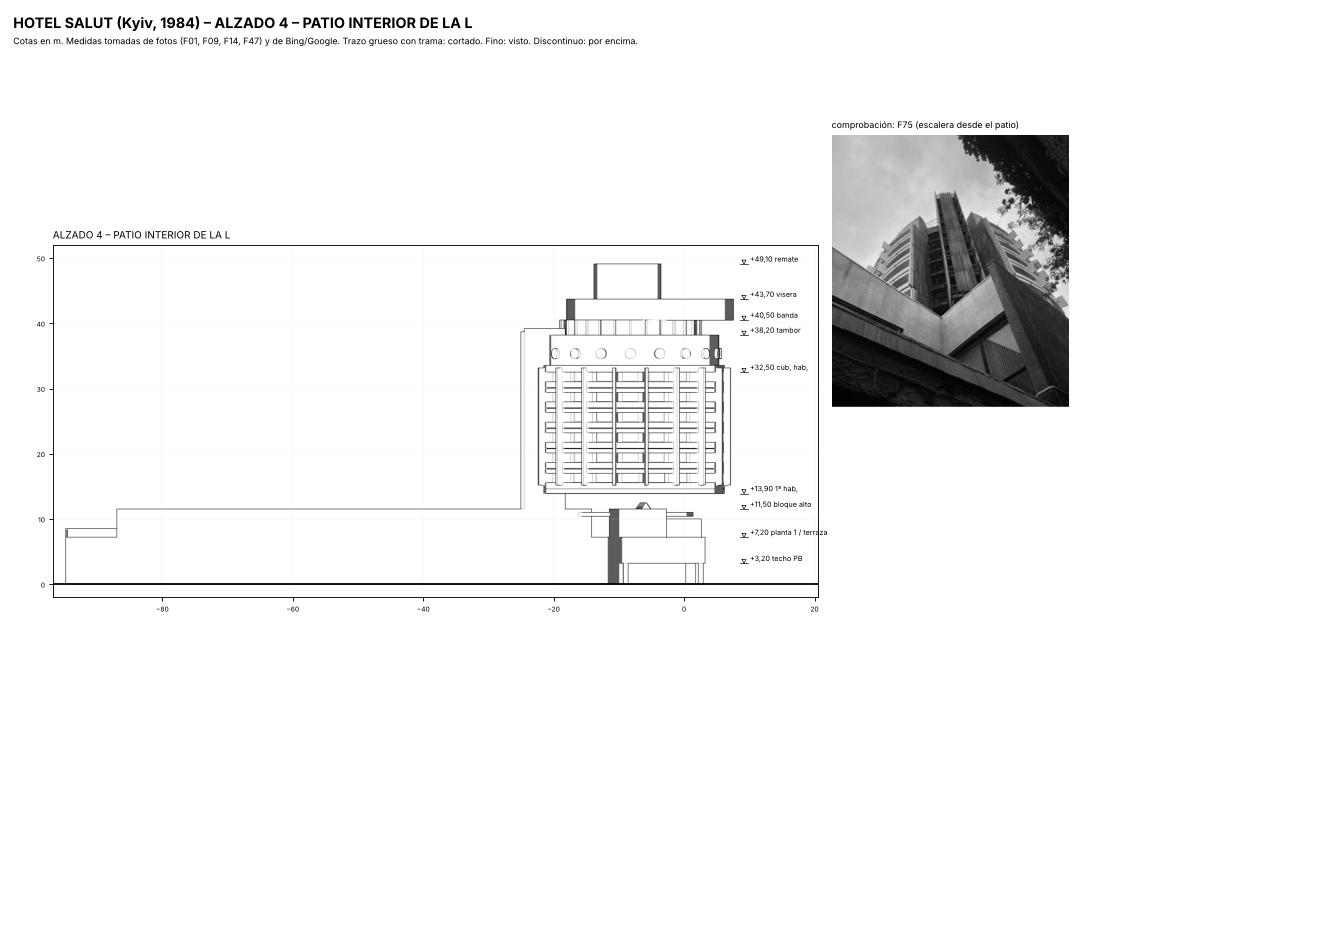 HOTEL SALUT (Kyiv, 1984) – ALZADO 4 – PATIO INTERIOR DE LA L
Cotas en m. Medidas tomadas de fotos (F01, F09, F14, F47) y de Bing/Google. Trazo grueso con trama: cortado. Fino: visto. Discontinuo: por encima.
comprobación: F75 (escalera desde el patio)
ALZADO 4 – PATIO INTERIOR DE LA L
50
40
30
20
10
0
+49,10 remate
+43,70 visera
+40,50 banda
+38,20 tambor
+32,50 cub, hab,
+13,90 1ª hab,
+11,50 bloque alto
+7,20 planta 1 / terraza
+3,20 techo PB
−80 −60 −40 −20 0 20